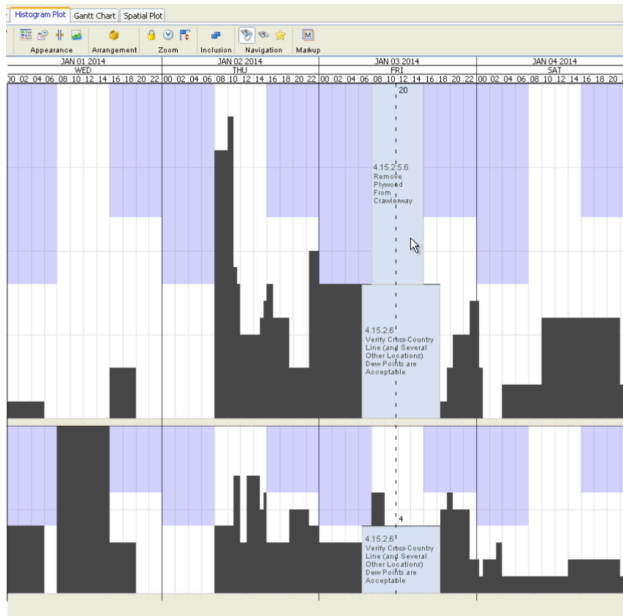 Histogram Plot Gantt Chart Spatial Plot
Appearance Arrangement Zoom Inclusion Navigation Markup
JAN 01 2014 JAN 02 2014 JAN 03 2014 JAN 04 2014
WED THU FRI SAT
00 02 04 06 08 10 12 14 16 18 20 22 00 02 04 06 08 10 12 14 16 18 20 22 00 02 04 06 08 10 12 14 16 18 20 22 00 02 04 06 08 10 12 14 16 18 20
20
4.15.2.5.6
Remove
Plywood
From
Crawlerway
4.15.2.6
Verify Cross-Country
Line (and Several
Other Locations)
Dew Points are
Acceptable
4
4.15.2.6
Verify Cross-Country
Line (and Several
Other Locations)
Dew Points are
Acceptable